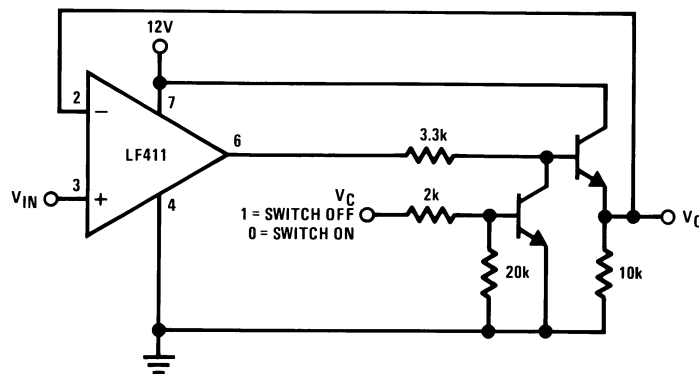 12V
2
7
−
LF411
6
3.3k
V_IN
3
+
4
V_C
1 = SWITCH OFF
0 = SWITCH ON
2k
V_O
20k
10k